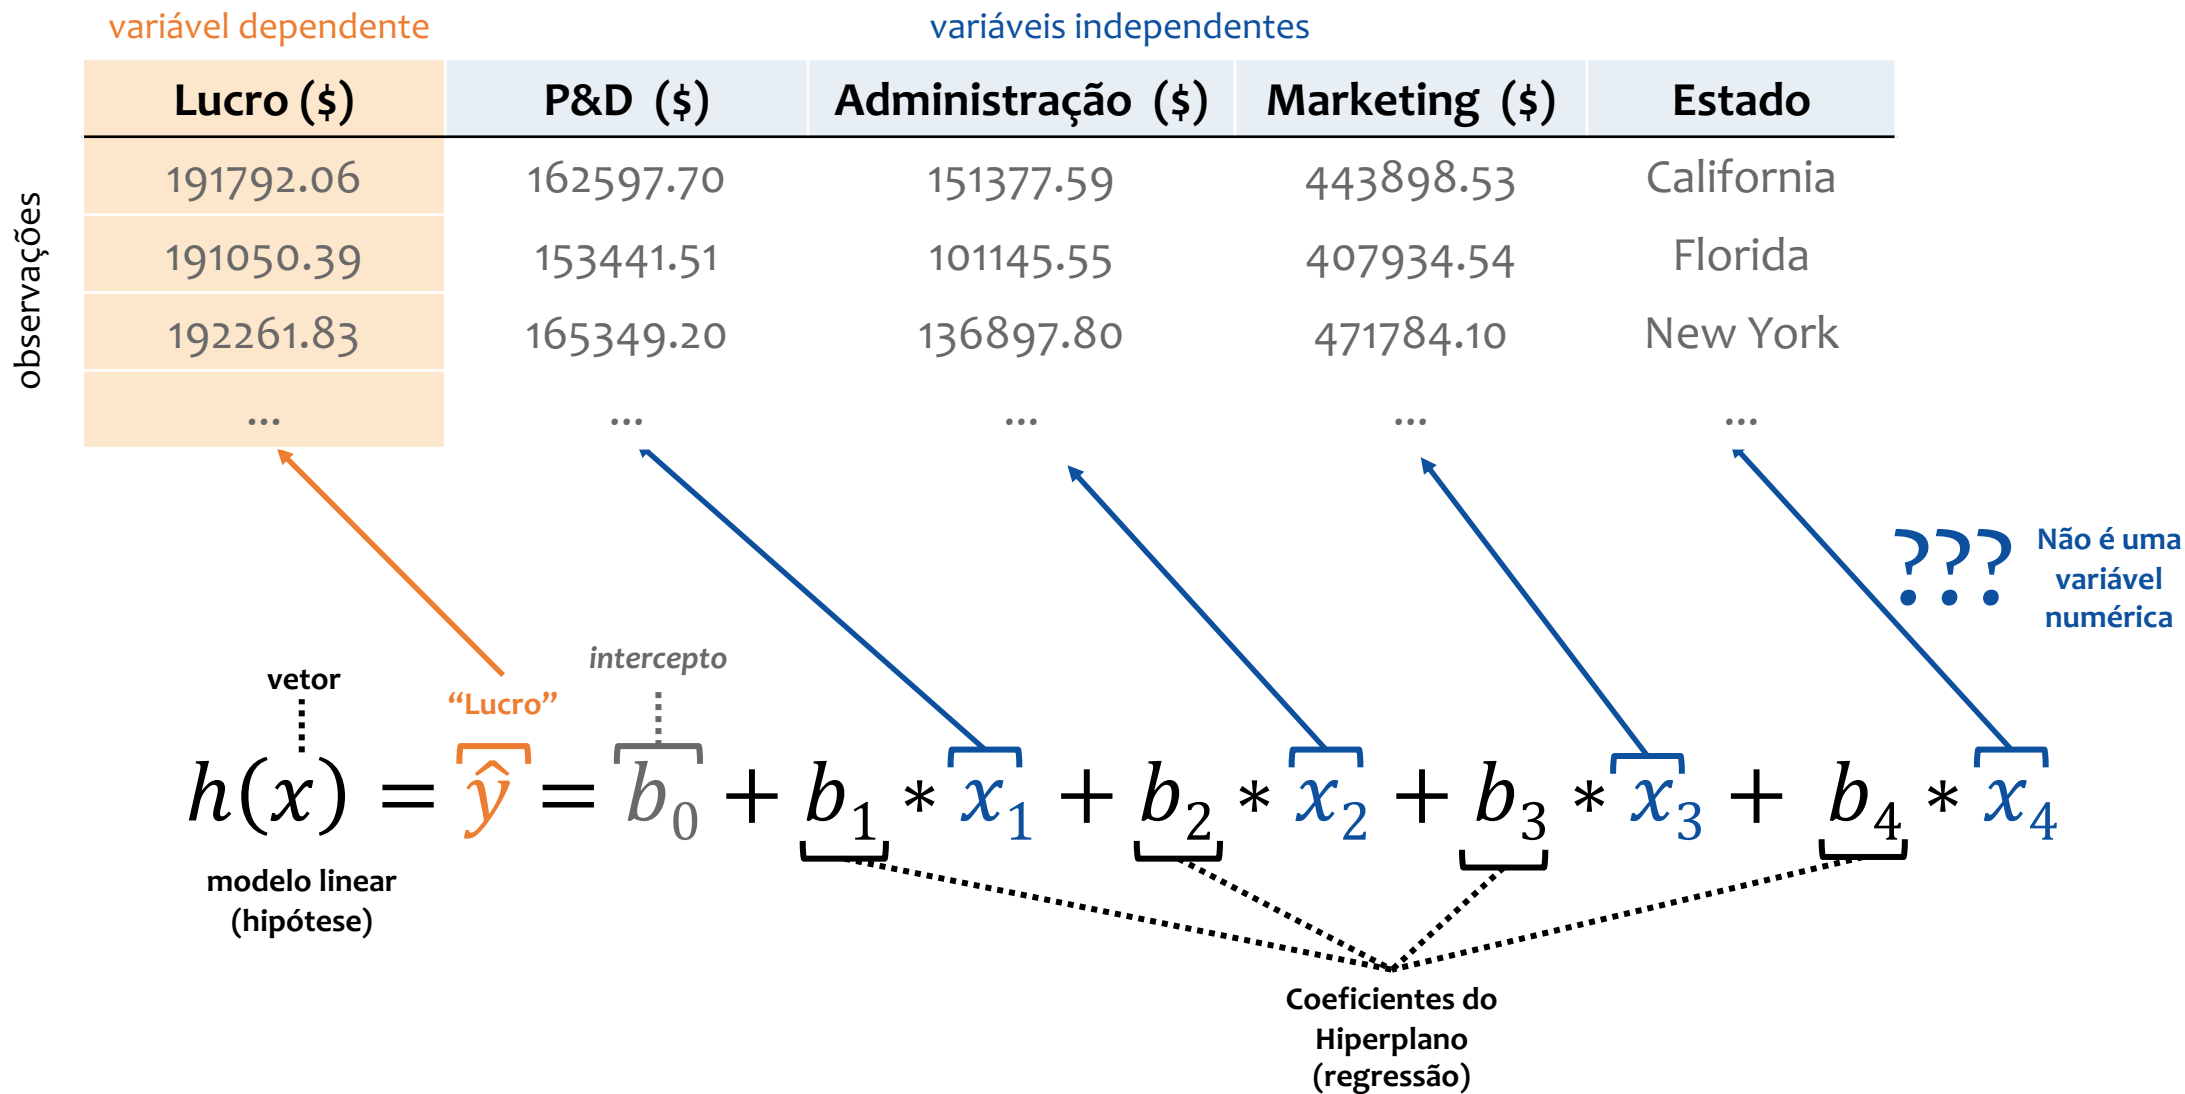 variável dependente variáveis independentes
Lucro ($) P&D ($) Administração ($) Marketing ($) Estado
191792.06 162597.70 151377.59 443898.53 California
191050.39 153441.51 101145.55 407934.54 Florida
192261.83 165349.20 136897.80 471784.10 New York
... ... ... ... ...
observações
??? Não é uma
variável
numérica
intercepto
vetor
“Lucro”
h(x) = ŷ = b₀ + b₁ * x₁ + b₂ * x₂ + b₃ * x₃ + b₄ * x₄
modelo linear
(hipótese)
Coeficientes do
Hiperplano
(regressão)